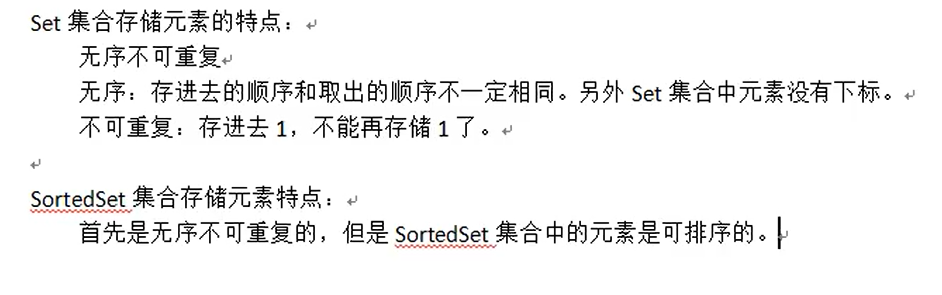 Set 集合存储元素的特点：
无序不可重复
无序：存进去的顺序和取出的顺序不一定相同。另外 Set 集合中元素没有下标。
不可重复：存进去 1，不能再存储 1 了。
SortedSet 集合存储元素特点：
首先是无序不可重复的，但是 SortedSet 集合中的元素是可排序的。